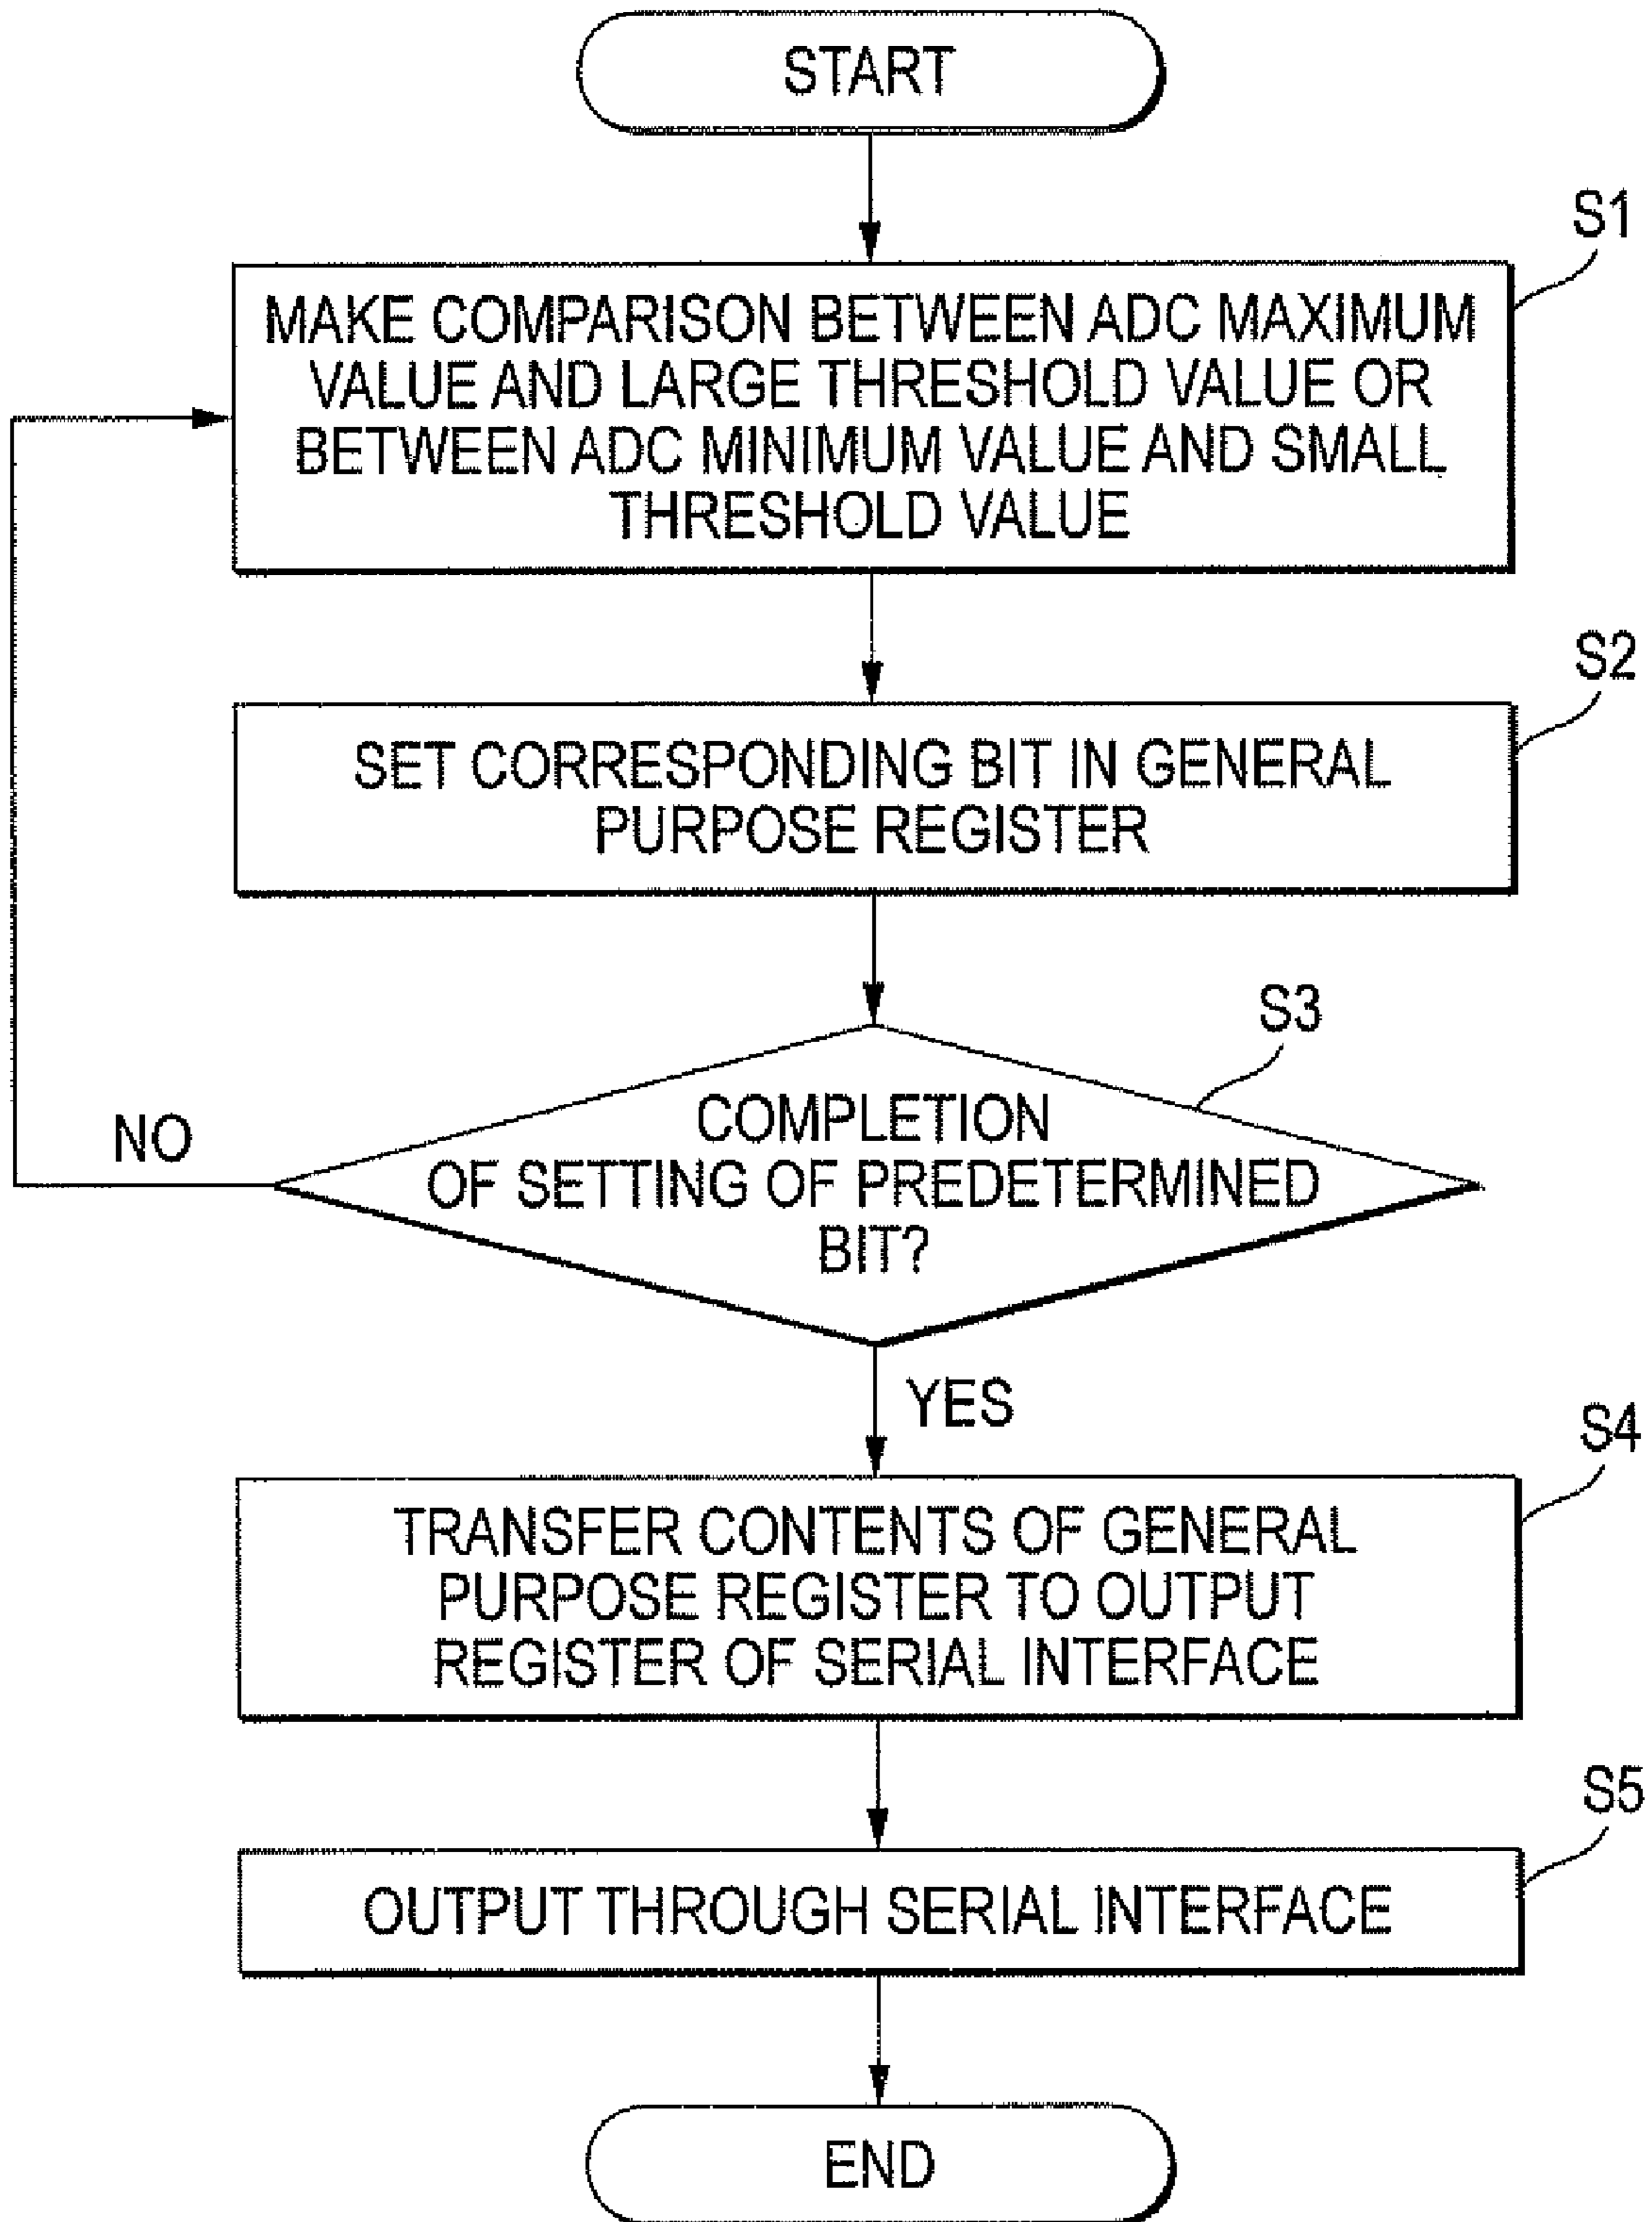 START
S1
MAKE COMPARISON BETWEEN ADC MAXIMUM
VALUE AND LARGE THRESHOLD VALUE OR
BETWEEN ADC MINIMUM VALUE AND SMALL
THRESHOLD VALUE
S2
SET CORRESPONDING BIT IN GENERAL
PURPOSE REGISTER
S3
COMPLETION
OF SETTING OF PREDETERMINED
BIT?
NO
YES
S4
TRANSFER CONTENTS OF GENERAL
PURPOSE REGISTER TO OUTPUT
REGISTER OF SERIAL INTERFACE
S5
OUTPUT THROUGH SERIAL INTERFACE
END